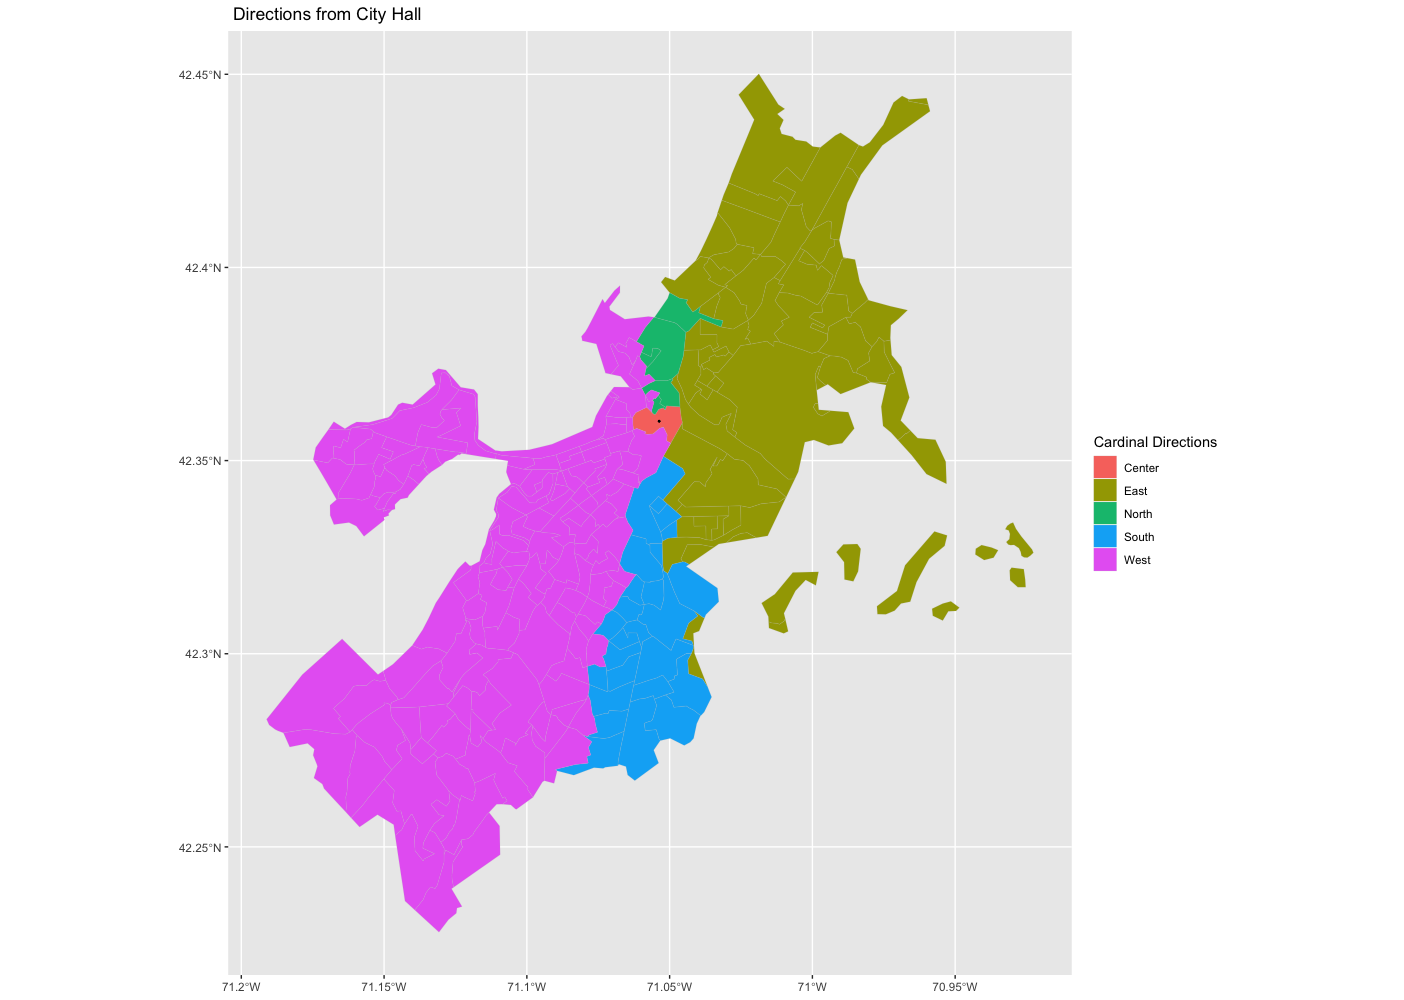 Directions from City Hall
42.45°N
42.4°N
42.35°N
42.3°N
42.25°N
71.2°W
71.15°W
71.1°W
71.05°W
71°W
70.95°W
Cardinal Directions
Center
East
North
South
West